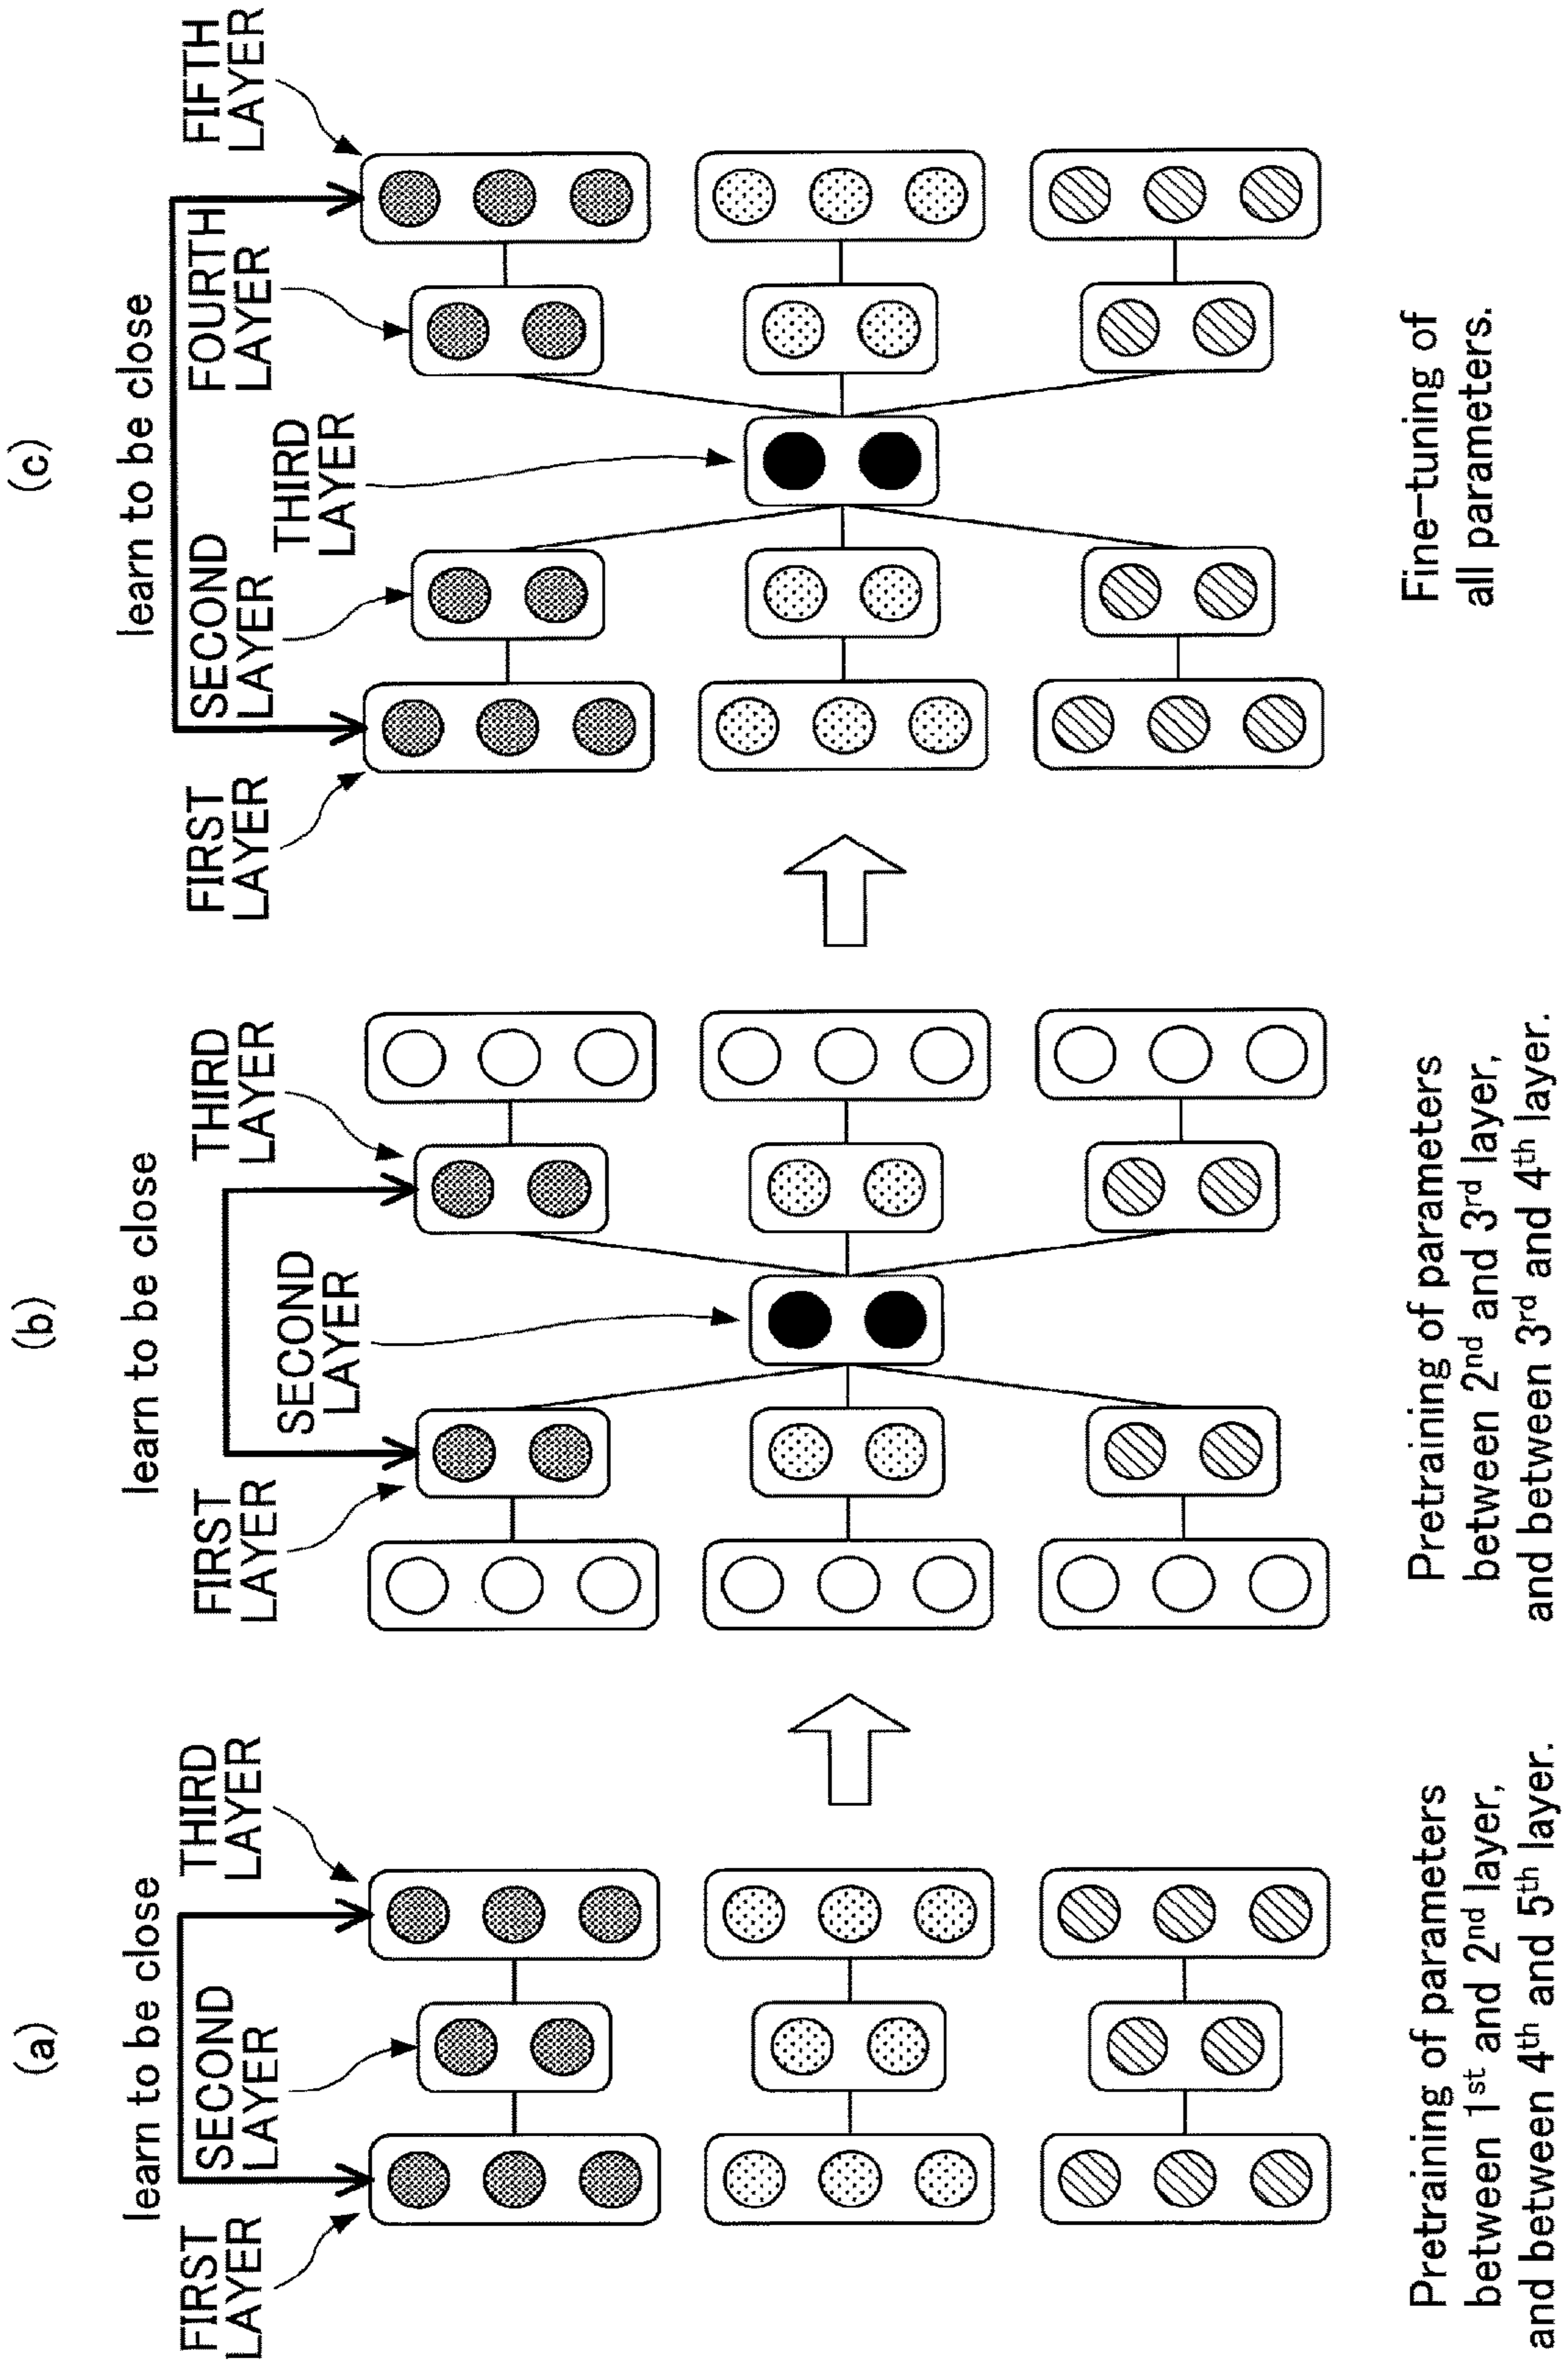 (a)
learn to be close
FIRST
LAYER
SECOND
LAYER
THIRD
LAYER
Pretraining of parameters
between 1st and 2nd layer,
and between 4th and 5th layer.
(b)
learn to be close
FIRST
LAYER
SECOND
LAYER
THIRD
LAYER
Pretraining of parameters
between 2nd and 3rd layer,
and between 3rd and 4th layer.
(c)
learn to be close
FIRST
LAYER
SECOND
LAYER
THIRD
LAYER
FOURTH
LAYER
FIFTH
LAYER
Fine-tuning of
all parameters.